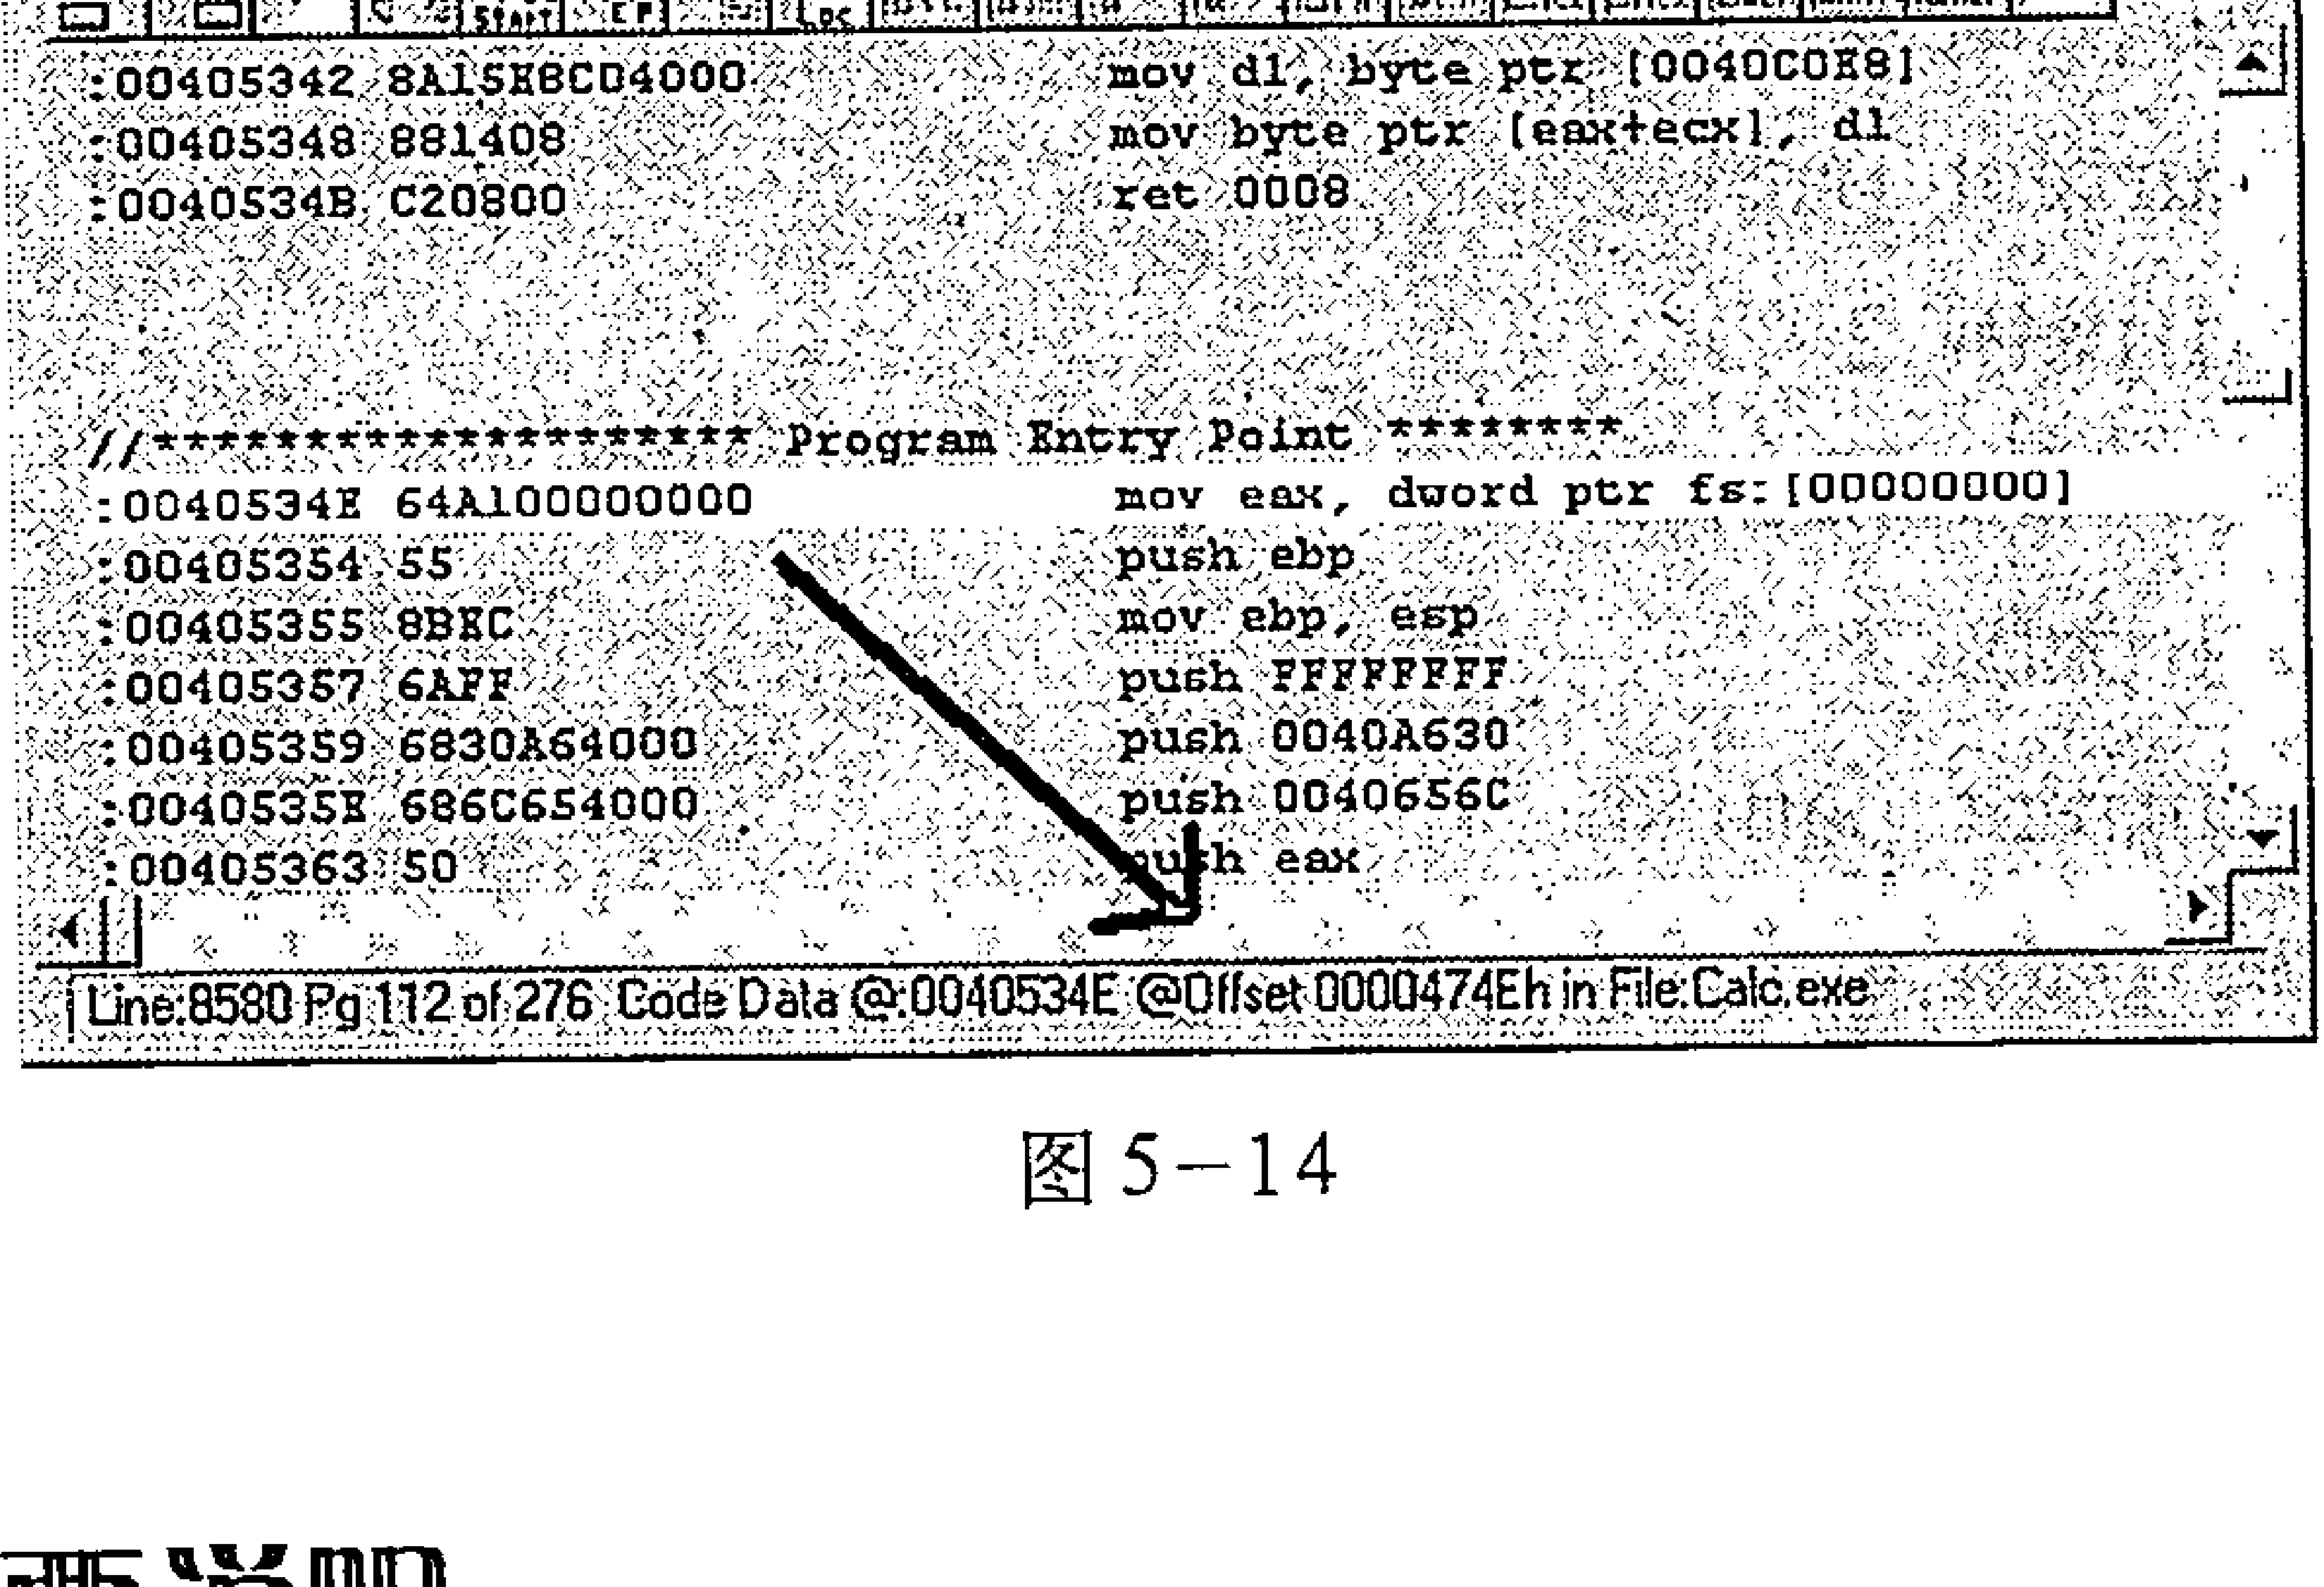 START EP LOC
:00405342 8A15E8C04000 mov dl, byte ptr [0040C0E8]
:00405348 881408 mov byte ptr [eax+ecx], dl
:0040534B C20800 ret 0008
//******************** Program Entry Point ********
:0040534E 64A100000000 mov eax, dword ptr fs:[00000000]
:00405354 55 push ebp
:00405355 8BEC mov ebp, esp
:00405357 6AFF push FFFFFFFF
:00405359 6830A64000 push 0040A630
:0040535E 686C654000 push 0040656C
:00405363 50 push eax
Line:8580 Pg 112 of 276 Code Data @:0040534E @Offset 0000474Eh in File:Calc.exe
图 5-14